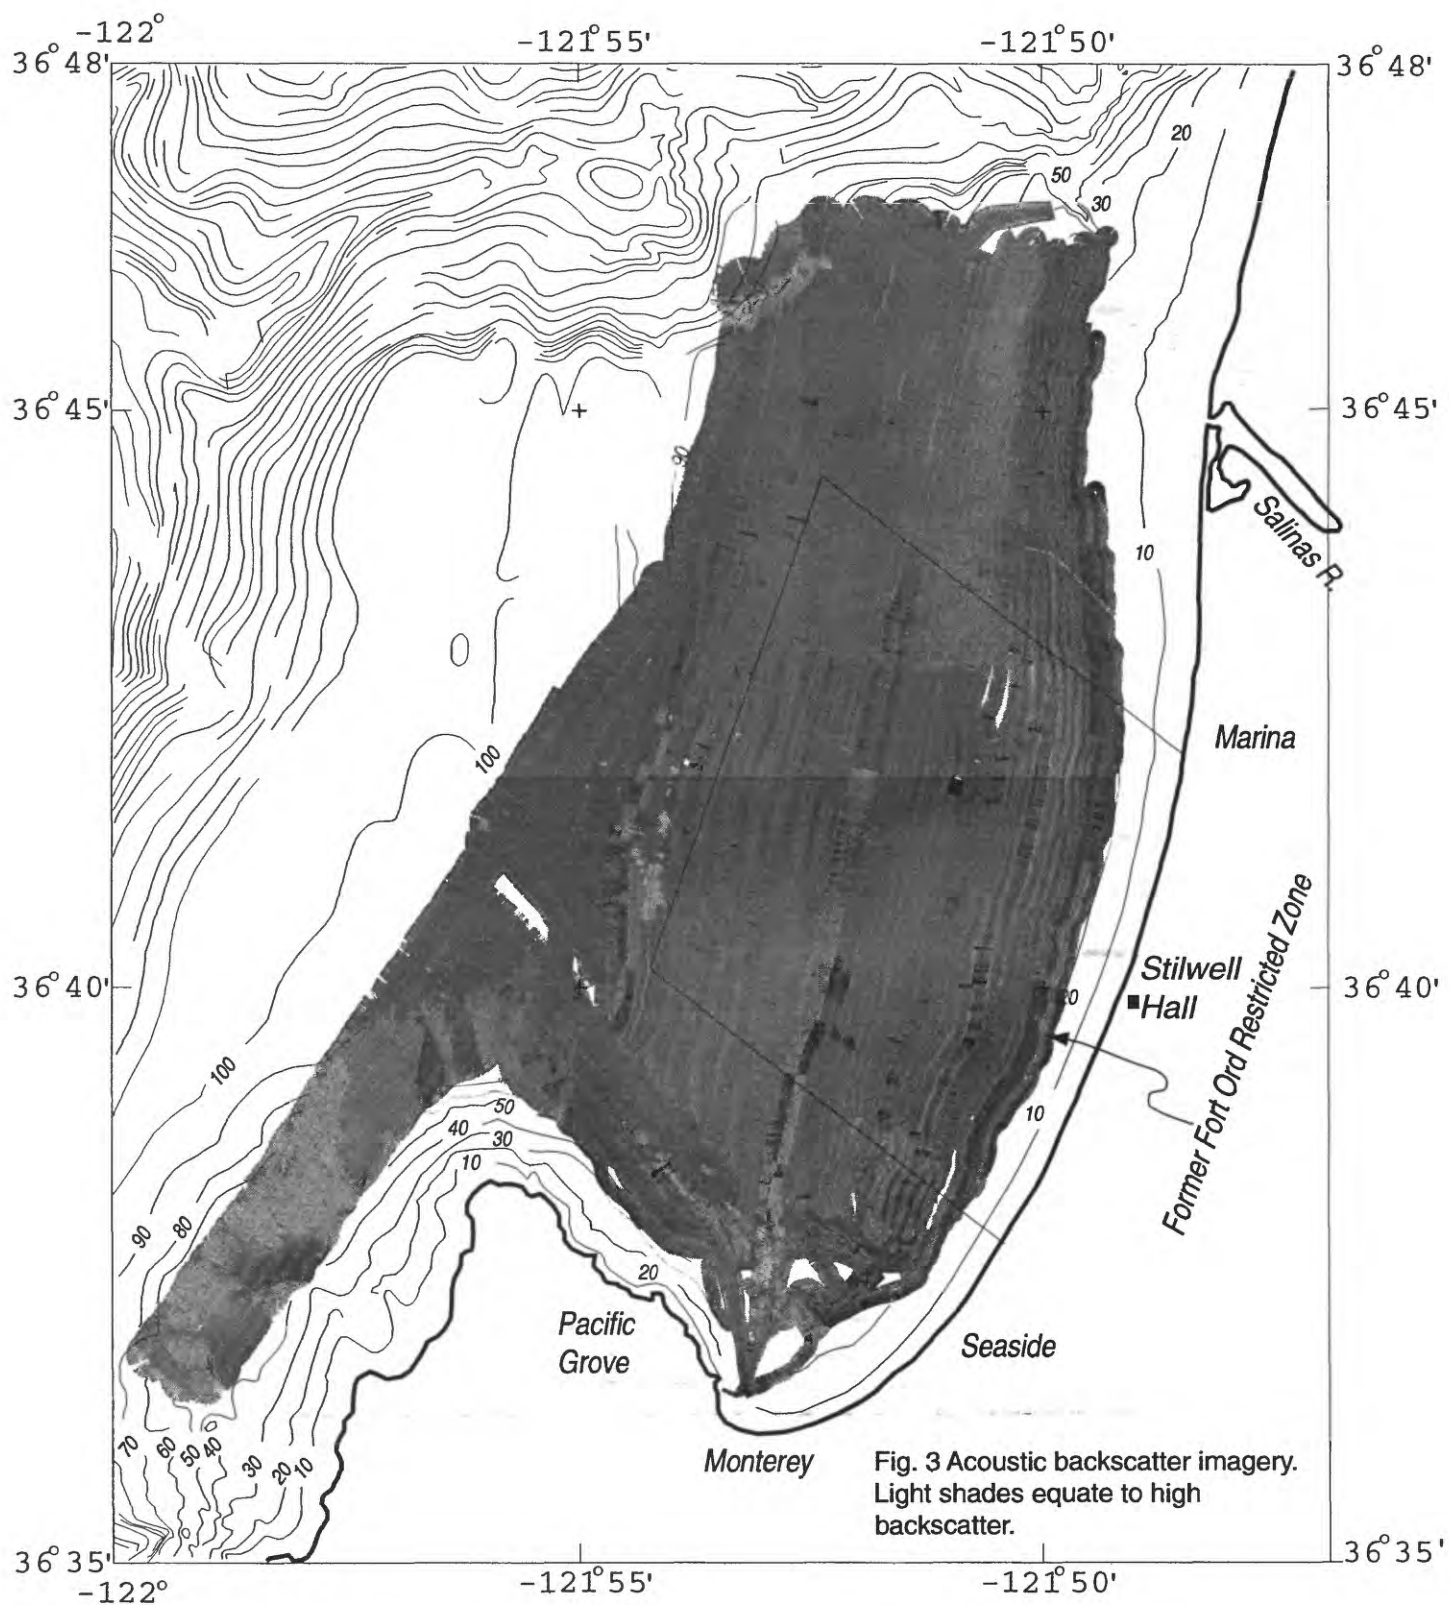 -122° -121°55' -121°50'
36°48' 36°48'
20
50
30
36°45' 36°45'
90
Salinas R.
10
Marina
100
Former Fort Ord Restricted Zone
Stilwell
Hall
36°40' 36°40'
20
100
10
50
40
30
10
90
80
20
Pacific
Grove
Seaside
70
60
50
40
30
20
10
Monterey
Fig. 3 Acoustic backscatter imagery.
Light shades equate to high
backscatter.
36°35' 36°35'
-122° -121°55' -121°50'